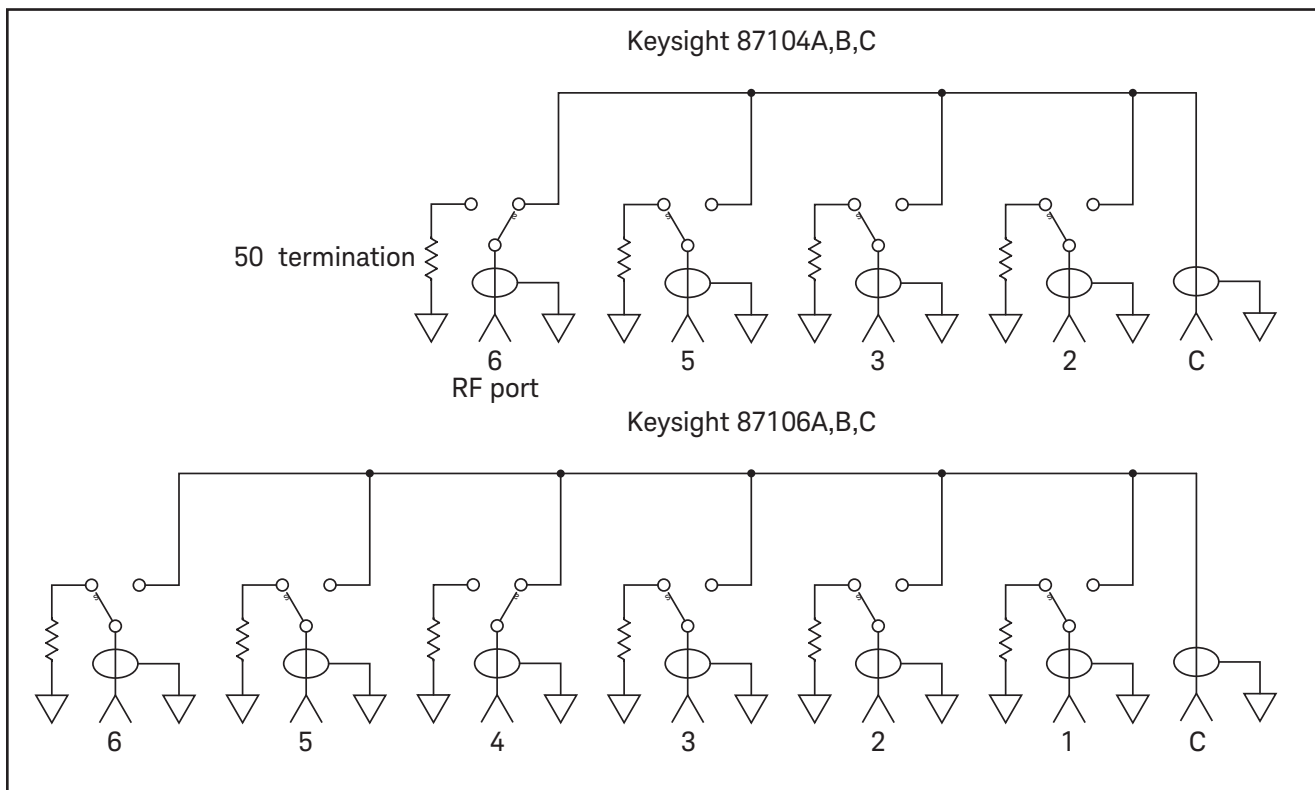 Keysight 87104A,B,C
50 termination
6 5 3 2 C
RF port
Keysight 87106A,B,C
6 5 4 3 2 1 C